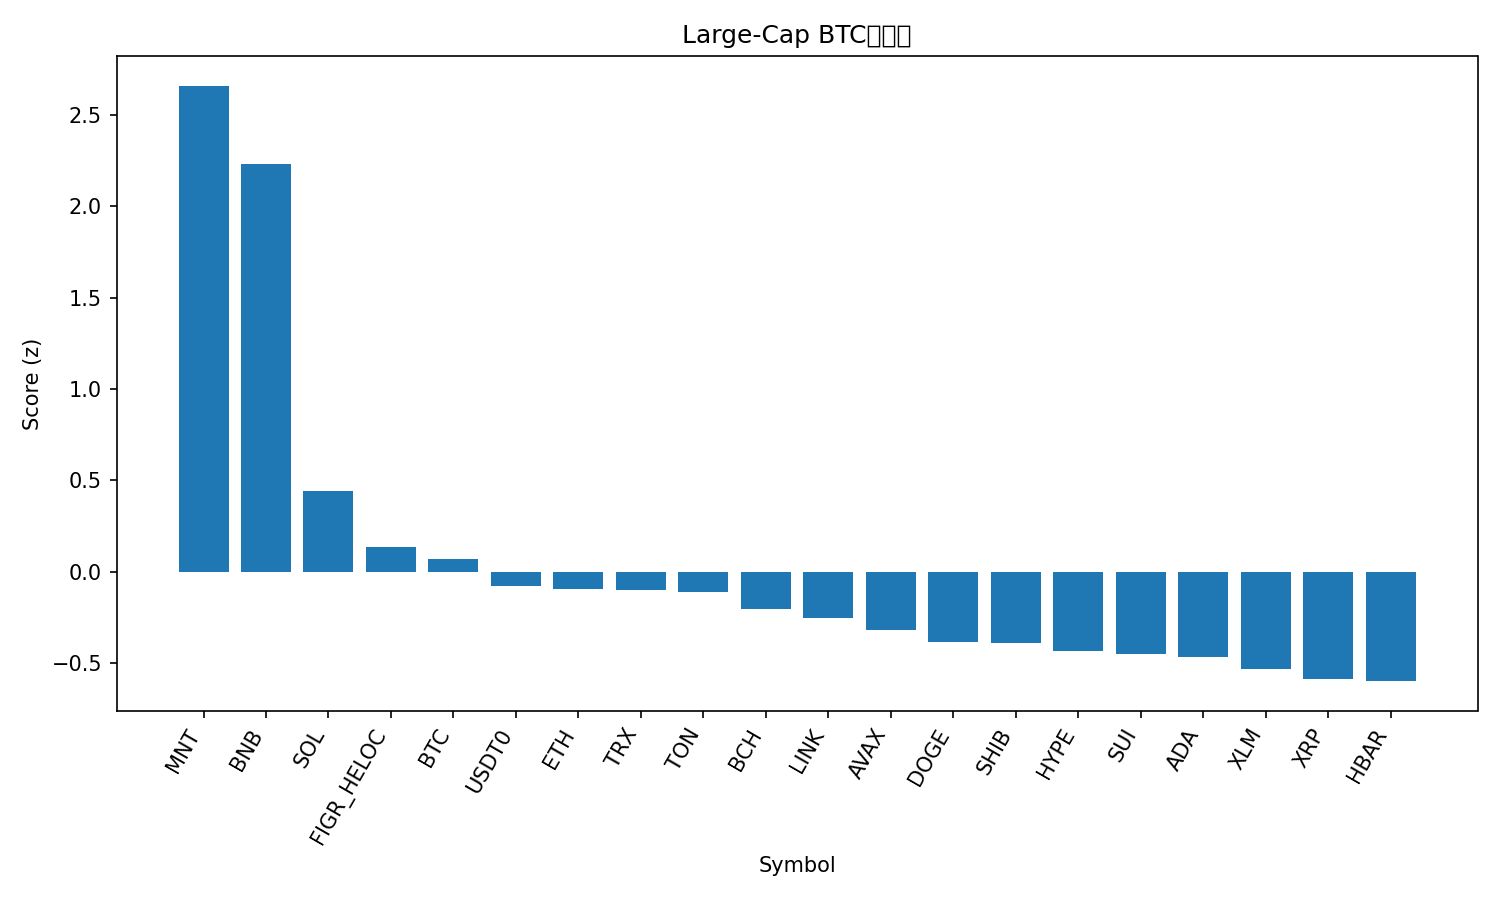 Large-Cap BTC
Score (z)
2.5
2.0
1.5
1.0
0.5
0.0
−0.5
MNT
BNB
SOL
FIGR_HELOC
BTC
USDT0
ETH
TRX
TON
BCH
LINK
AVAX
DOGE
SHIB
HYPE
SUI
ADA
XLM
XRP
HBAR
Symbol